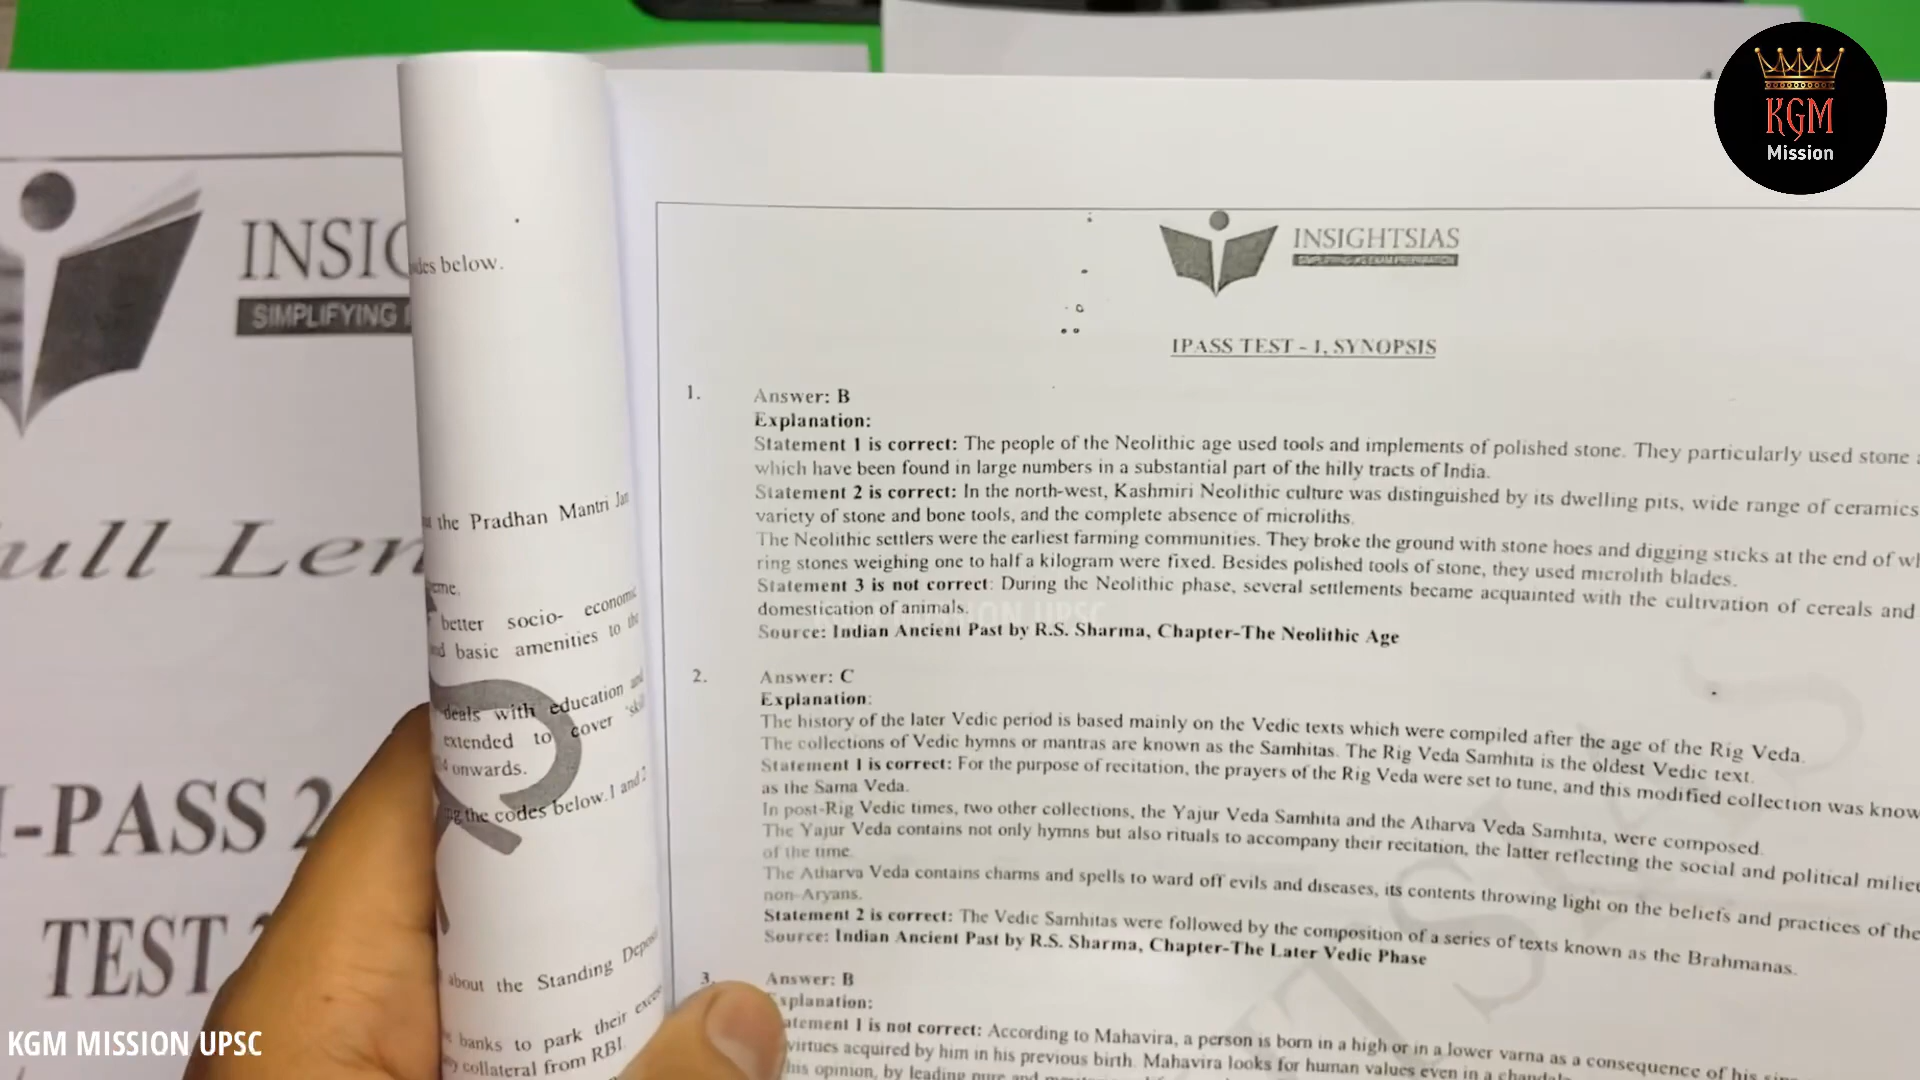 KGM
Mission
INSIG
SIMPLIFYING
Len
I-PASS 2
TEST
des below.
the Pradhan Mantri Jan
better socio- economic
basic amenities to the
deals with education and
extended to cover
onwards.
the codes below. 1 and 2
about the Standing Deposi
banks to park their
collateral from RBI.
INSIGHTSIAS
SIMPLIFYING IAS EXAM PREPARATION
IPASS TEST - 1, SYNOPSIS
1. Answer: B
Explanation:
Statement 1 is correct: The people of the Neolithic age used tools and implements of polished stone. They particularly used stone
which have been found in large numbers in a substantial part of the hilly tracts of India.
Statement 2 is correct: In the north-west, Kashmiri Neolithic culture was distinguished by its dwelling pits, wide range of ceramics
variety of stone and bone tools, and the complete absence of microliths.
The Neolithic settlers were the earliest farming communities. They broke the ground with stone hoes and digging sticks at the end of wh
ring stones weighing one to half a kilogram were fixed. Besides polished tools of stone, they used microlith blades.
Statement 3 is not correct: During the Neolithic phase, several settlements became acquainted with the cultivation of cereals and
domestication of animals.
Source: Indian Ancient Past by R.S. Sharma, Chapter-The Neolithic Age
2. Answer: C
Explanation:
The history of the later Vedic period is based mainly on the Vedic texts which were compiled after the age of the Rig Veda.
The collections of Vedic hymns or mantras are known as the Samhitas. The Rig Veda Samhita is the oldest Vedic text.
Statement 1 is correct: For the purpose of recitation, the prayers of the Rig Veda were set to tune, and this modified collection was know
as the Sama Veda.
In post-Rig Vedic times, two other collections, the Yajur Veda Samhita and the Atharva Veda Samhita, were composed.
The Yajur Veda contains not only hymns but also rituals to accompany their recitation, the latter reflecting the social and political milie
of the time.
The Atharva Veda contains charms and spells to ward off evils and diseases, its contents throwing light on the beliefs and practices of the
non-Aryans.
Statement 2 is correct: The Vedic Samhitas were followed by the composition of a series of texts known as the Brahmanas.
Source: Indian Ancient Past by R.S. Sharma, Chapter-The Later Vedic Phase
3. Answer: B
xplanation:
atement 1 is not correct: According to Mahavira, a person is born in a high or in a lower varna as a consequence of his
virtues acquired by him in his previous birth. Mahavira looks for human values even in a
his opinion, by leading pure and
KGM MISSION UPSC
KGM MISSION UPSC